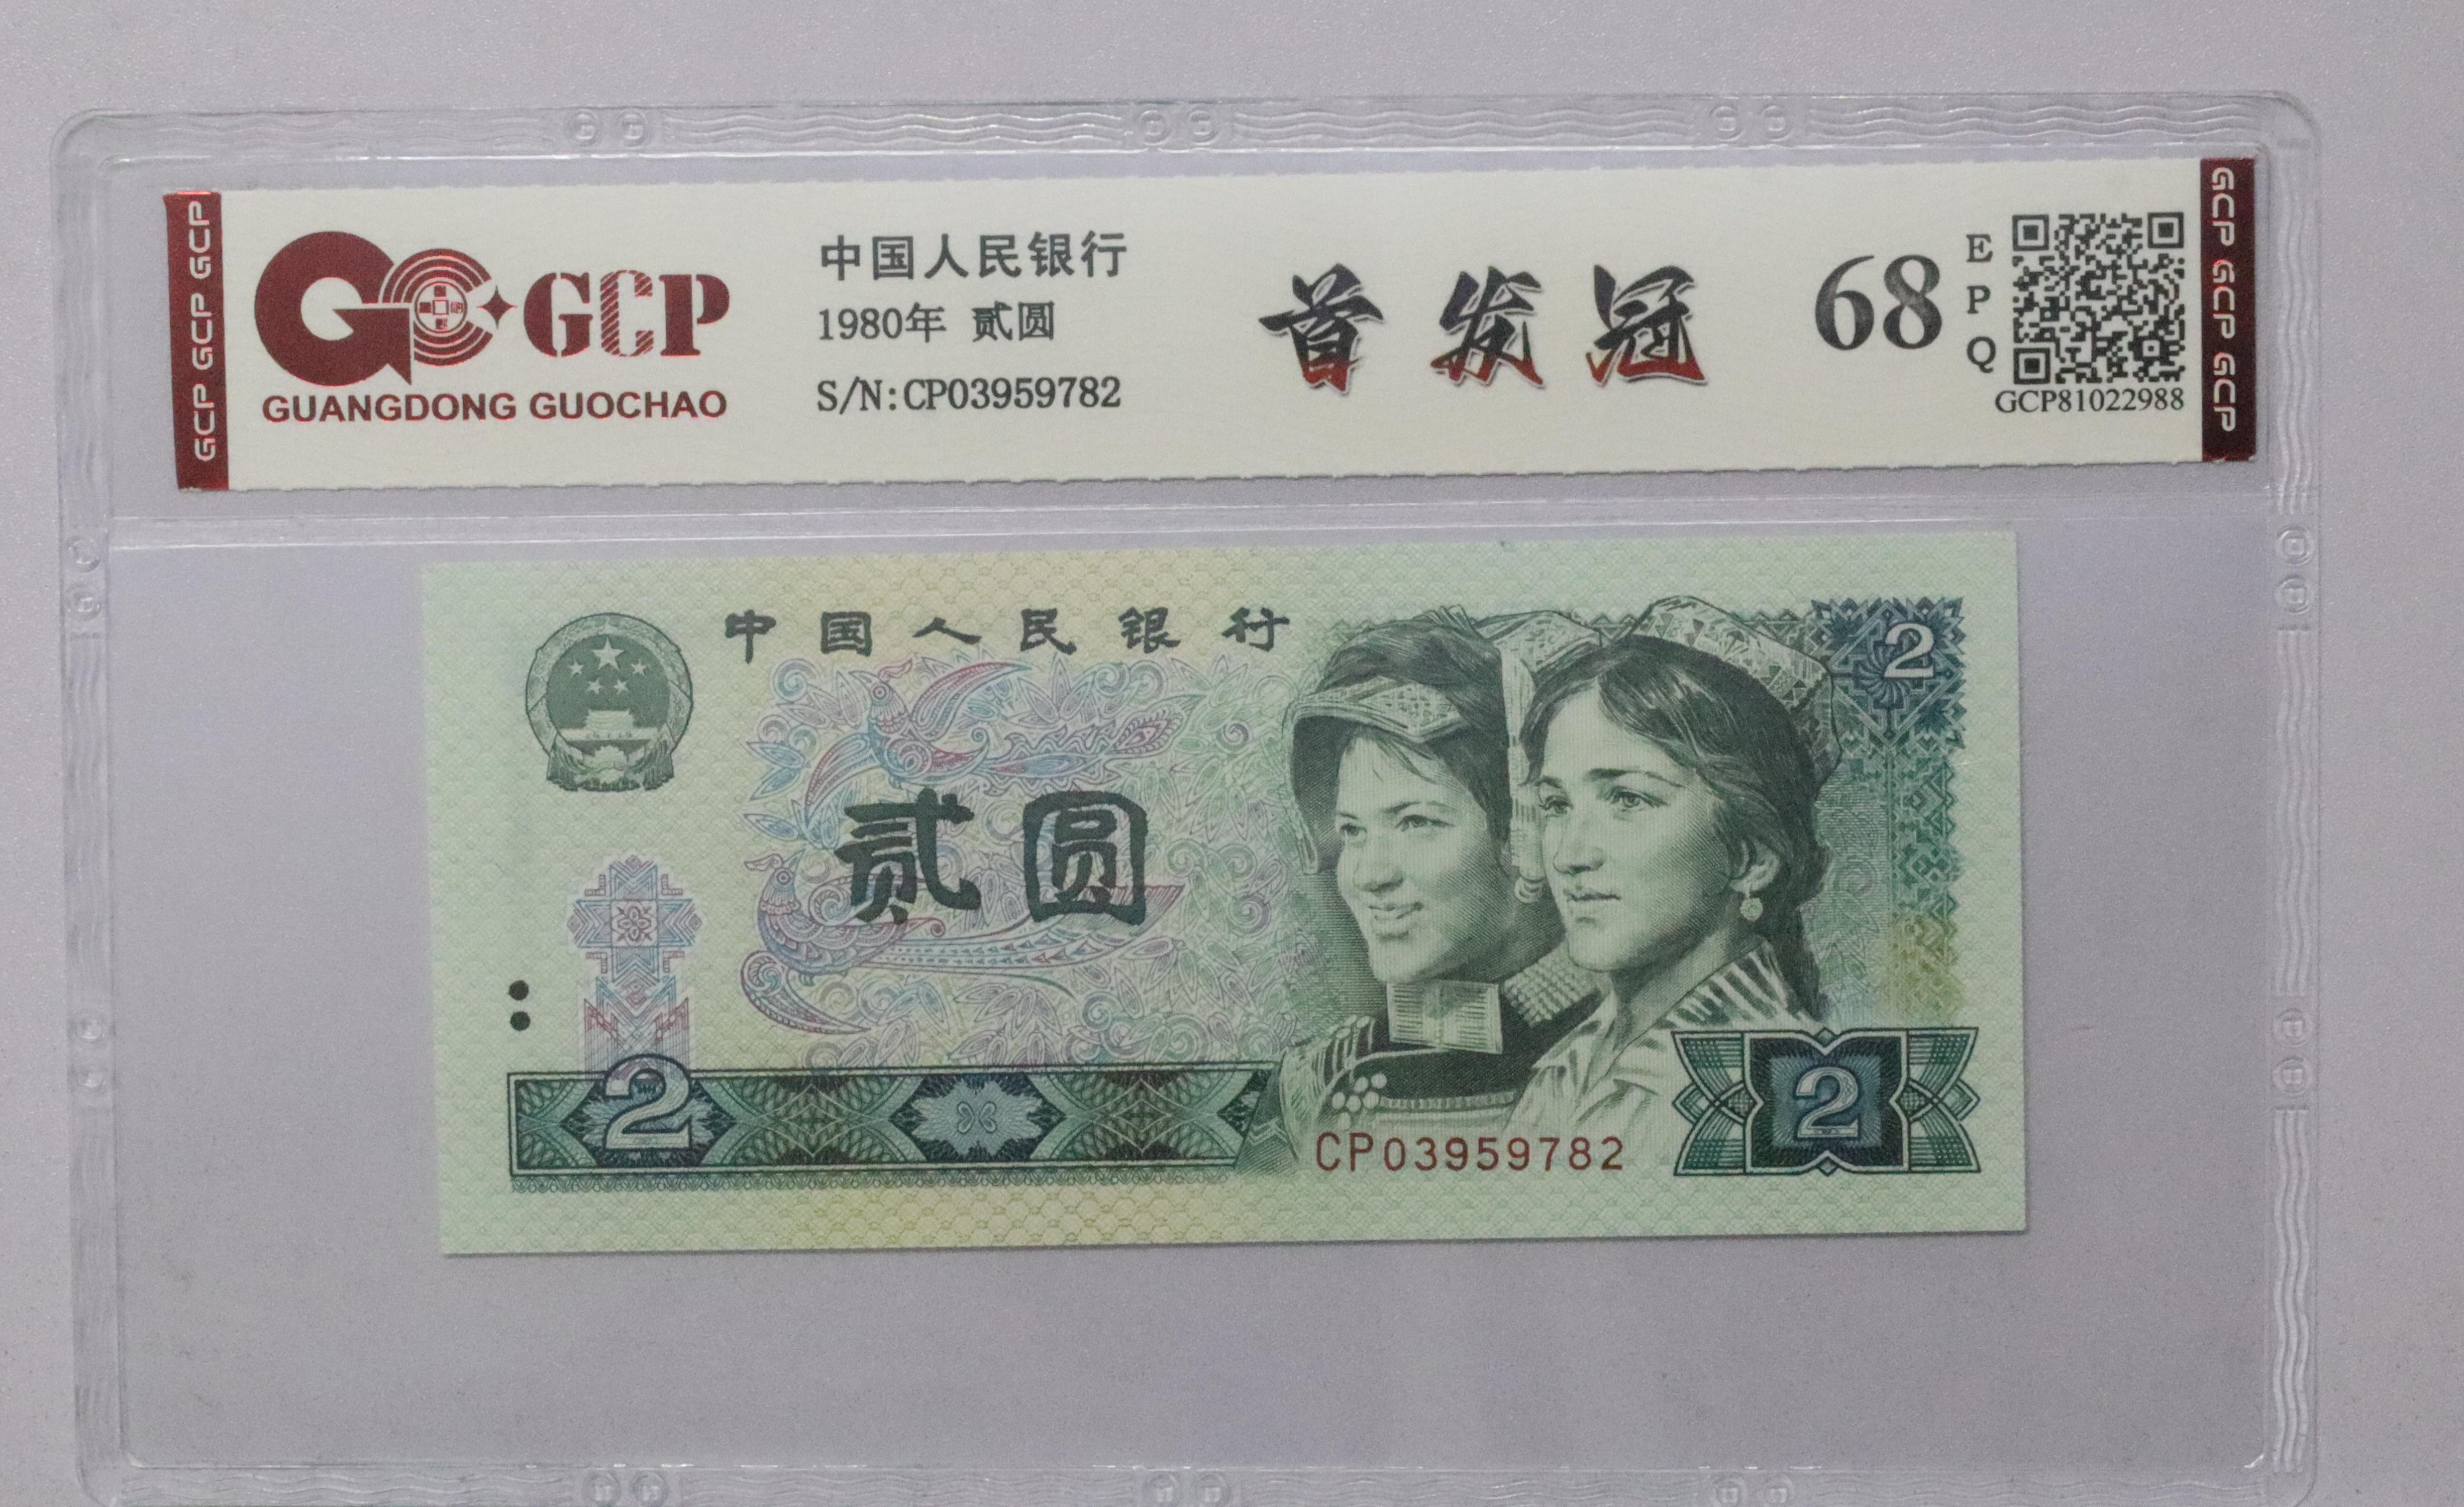 GCP GCP GCP
GCP
GUANGDONG GUOCHAO
中国人民银行
1980年 贰圆
S/N:CP03959782
首发冠
68
E
P
Q
GCP81022988
GCP GCP GCP
中国人民银行
2
贰圆
2
CP03959782
2